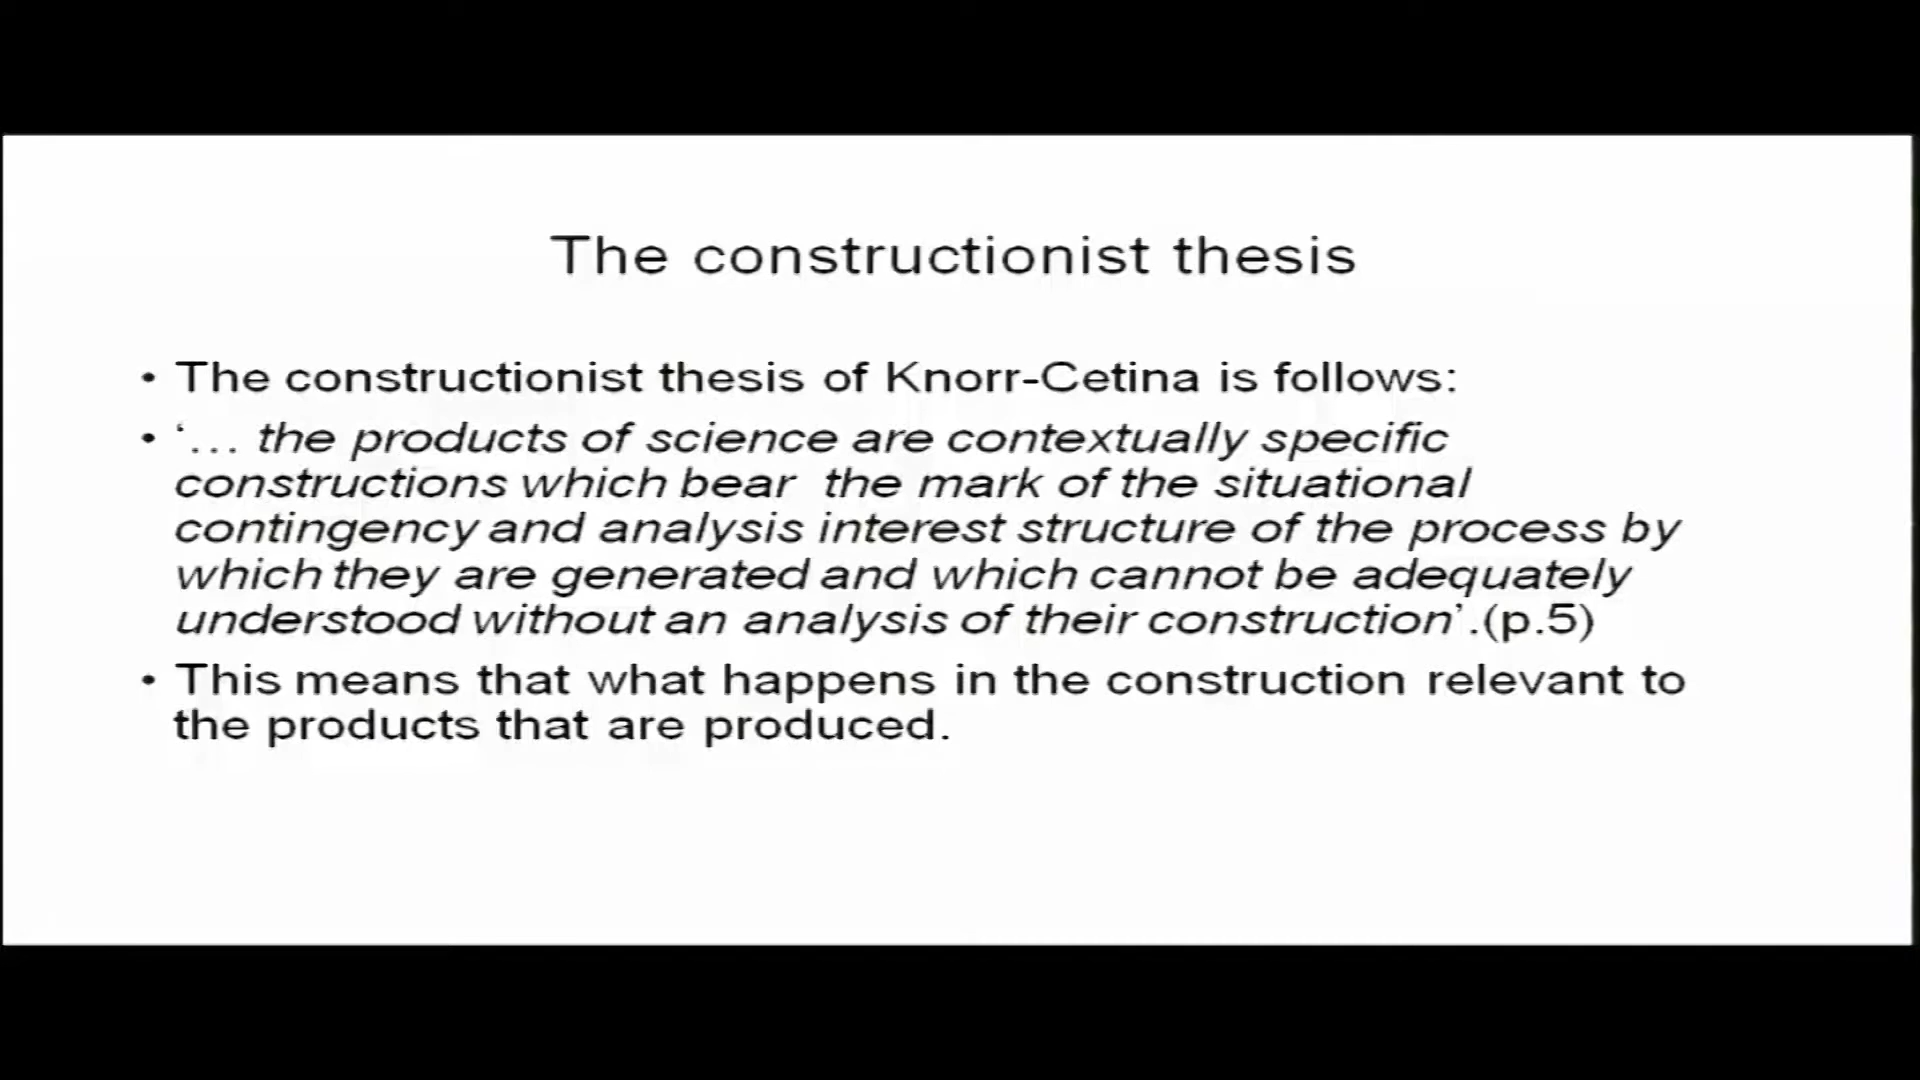 The constructionist thesis
• The constructionist thesis of Knorr-Cetina is follows:
• ‘… the products of science are contextually specific
constructions which bear the mark of the situational
contingency and analysis interest structure of the process by
which they are generated and which cannot be adequately
understood without an analysis of their construction’.(p.5)
• This means that what happens in the construction relevant to
the products that are produced.